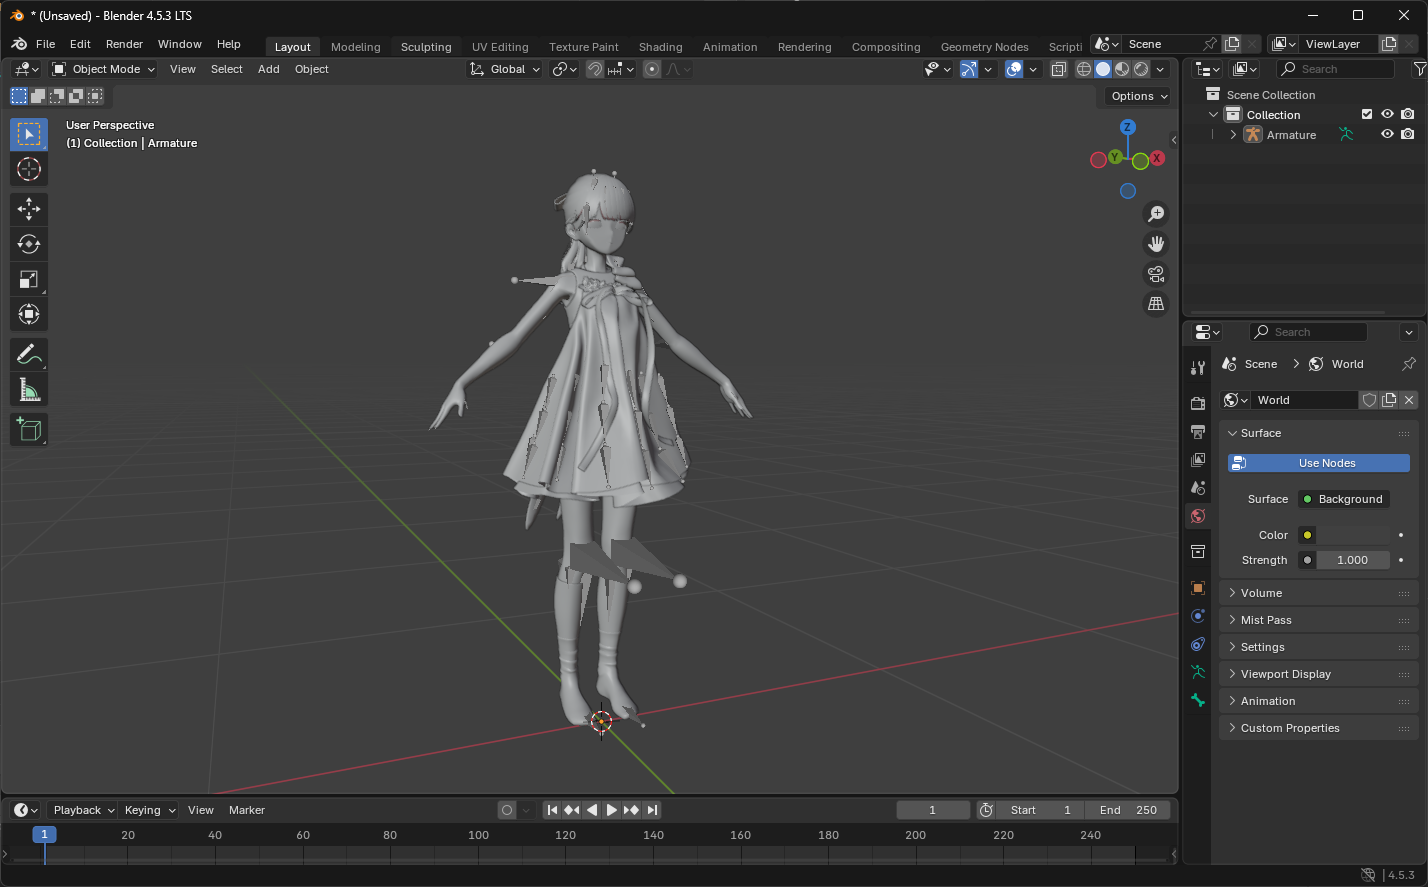 * (Unsaved) - Blender 4.5.3 LTS
File Edit Render Window Help Layout Modeling Sculpting UV Editing Texture Paint Shading Animation Rendering Compositing Geometry Nodes Scripti Scene ViewLayer
Object Mode View Select Add Object Global Search
Options
User Perspective
(1) Collection | Armature
Z
Y X
Scene Collection
Collection
Armature
Search
Scene World
World
Surface
Use Nodes
Surface Background
Color
Strength 1.000
Volume
Mist Pass
Settings
Viewport Display
Animation
Custom Properties
Playback Keying View Marker 1 Start 1 End 250
1 20 40 60 80 100 120 140 160 180 200 220 240
4.5.3